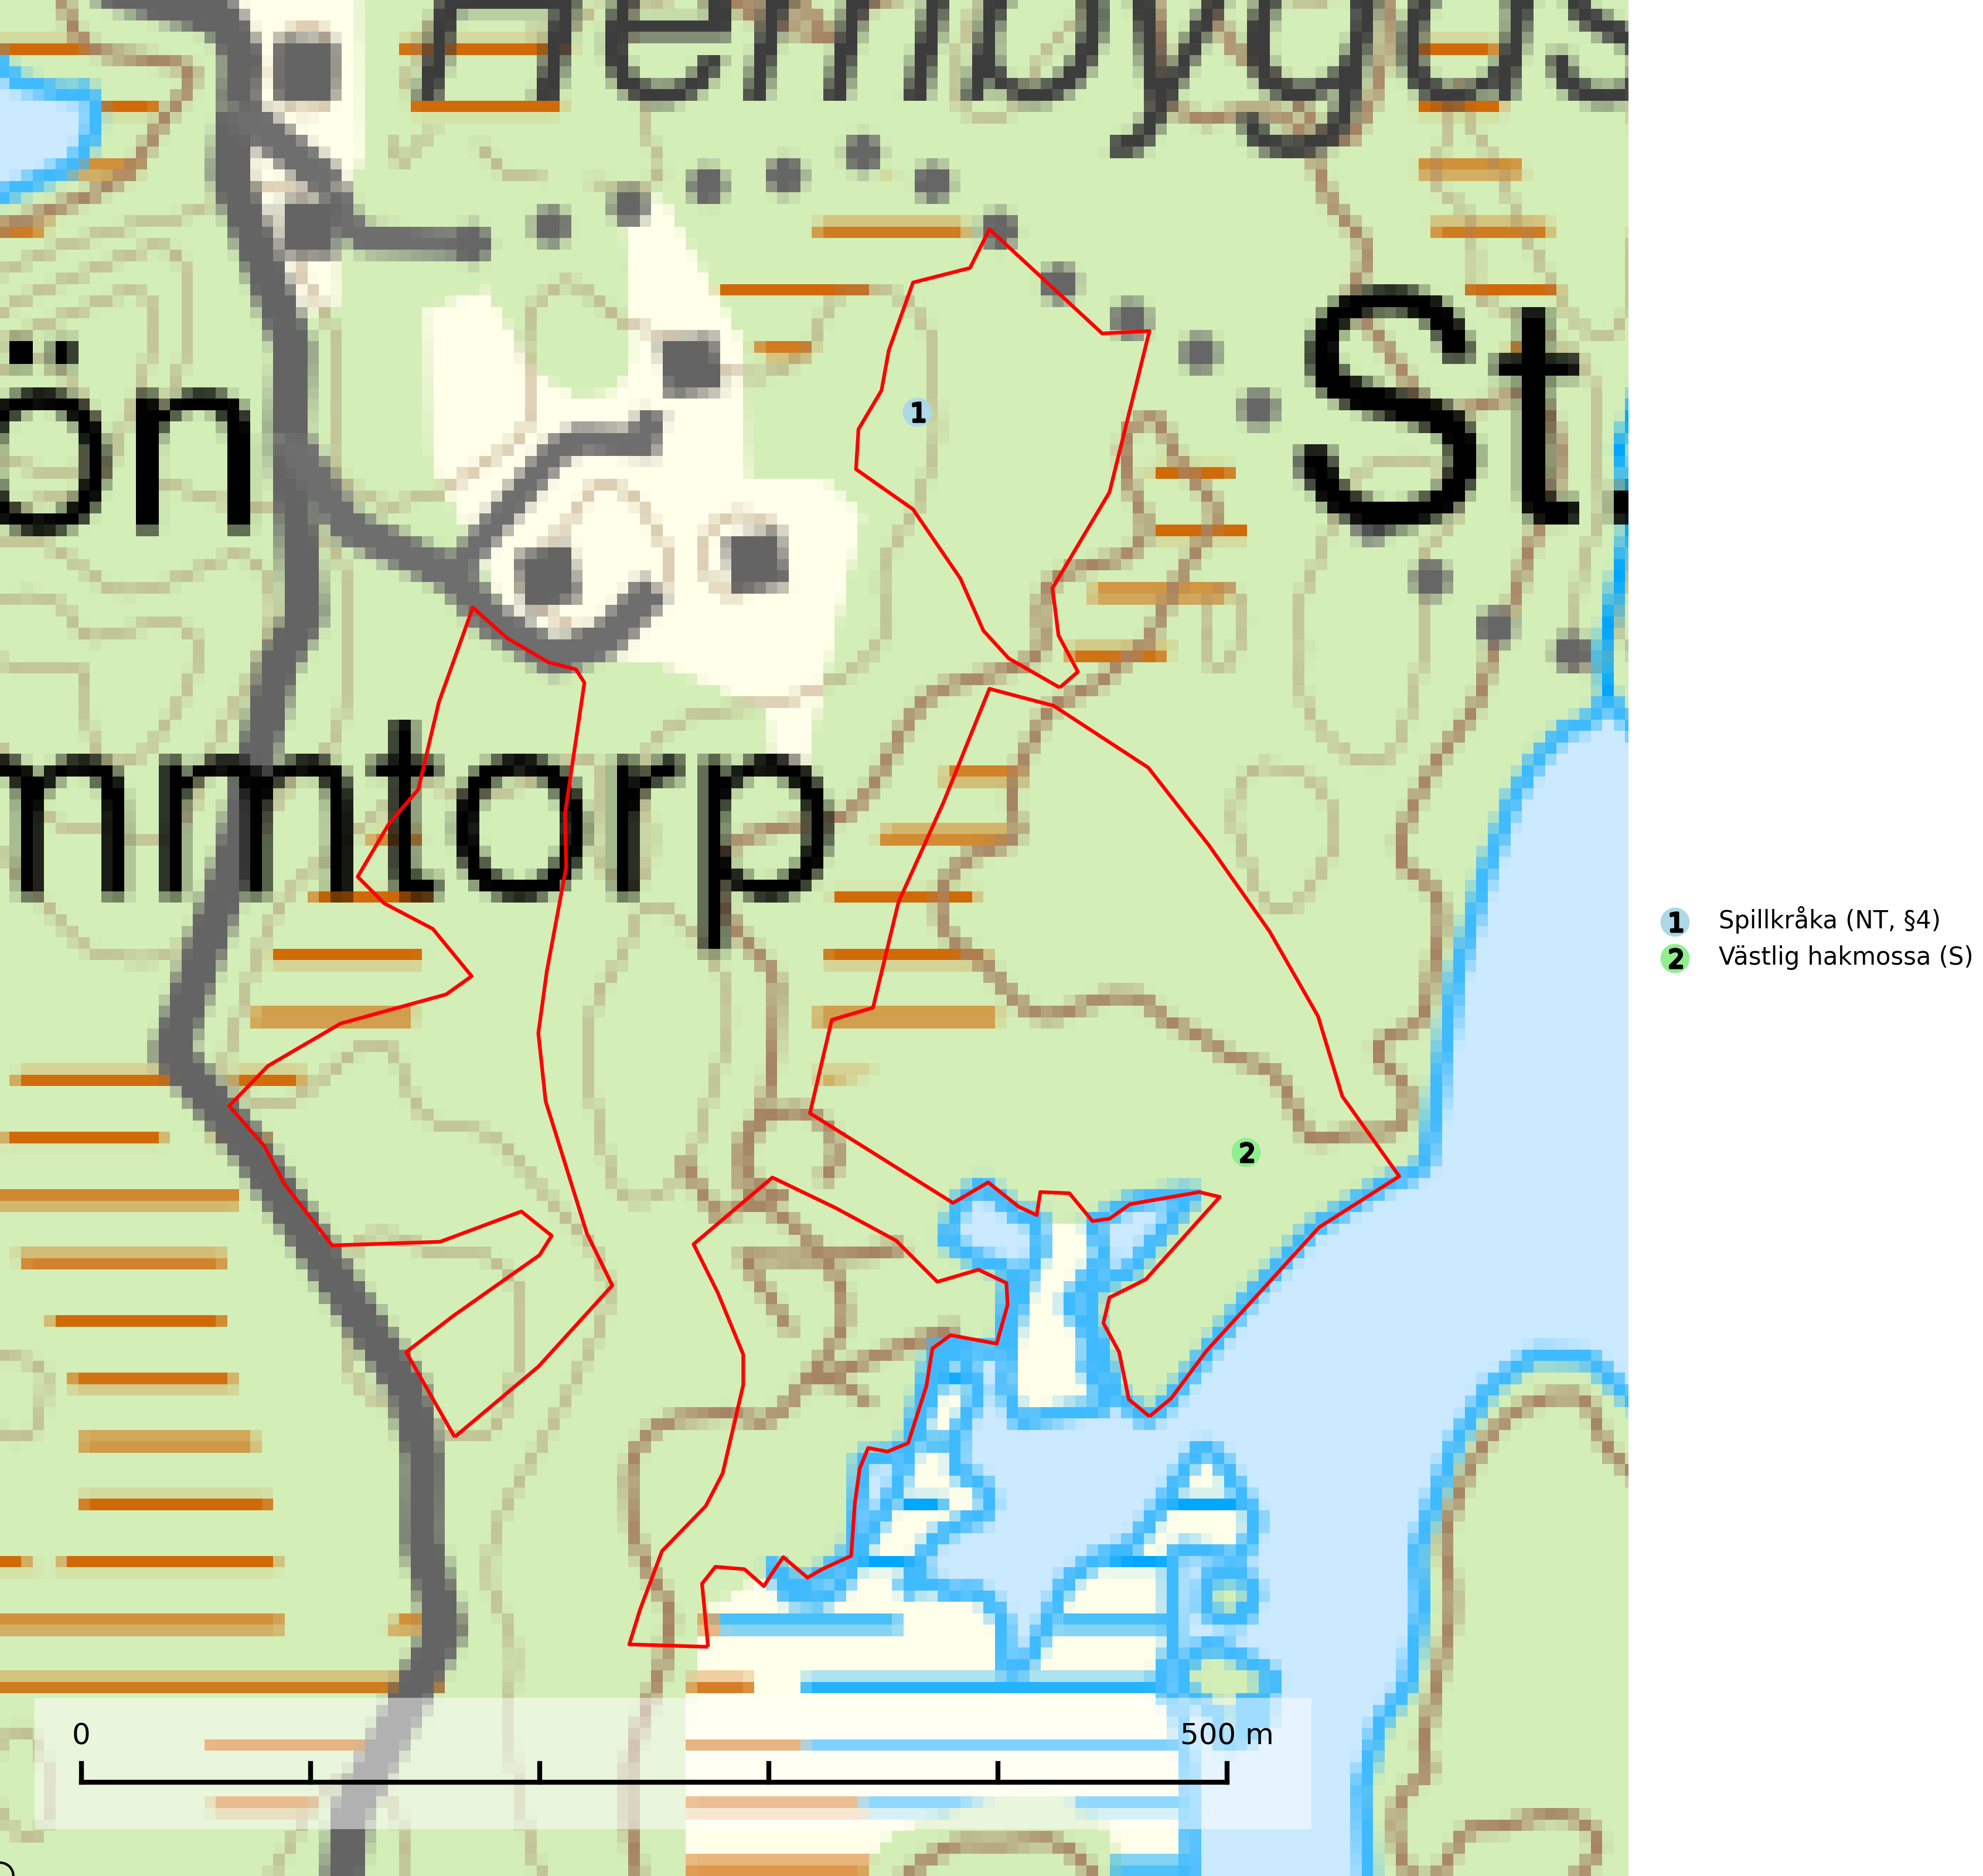 St
ön
1
mmtorp
Spillkråka (NT, §4)
1
Västlig hakmossa (S)
2
2
0
500 m